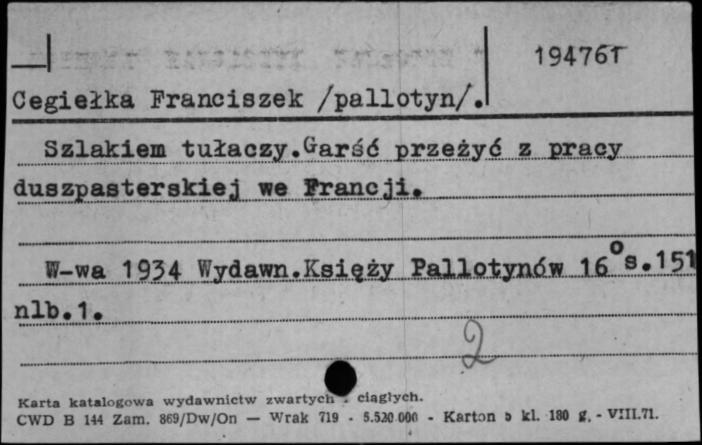 194761
Cegiełka Franciszek /pallotyn/.
Szlakiem tułaczy.Garść przeżyć z pracy
duszpasterskiej we Francji.
W-wa 1934 Wydawn.Księży Pallotynów 16° s.151
nlb.1.
2
Karta katalogowa wydawnictw zwartych ciągłych.
CWD B 144 Zam. 869/Dw/On — Wrak 719 - 5.520.000 - Karton kl. 180 g. - VIII.71.